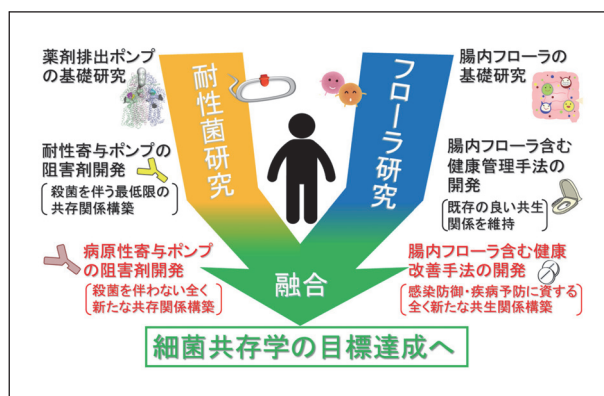 薬剤排出ポンプ
の基礎研究
耐性寄与ポンプの
阻害剤開発
殺菌を伴う最低限の
共存関係構築
病原性寄与ポンプ
の阻害剤開発
殺菌を伴わない全く
新たな共存関係構築
耐性菌研究
フローラ研究
腸内フローラの
基礎研究
腸内フローラ含む
健康管理手法の
開発
既存の良い共生
関係を維持
腸内フローラ含む健康
改善手法の開発
感染防御・疾病予防に資する
全く新たな共生関係構築
融合
細菌共存学の目標達成へ